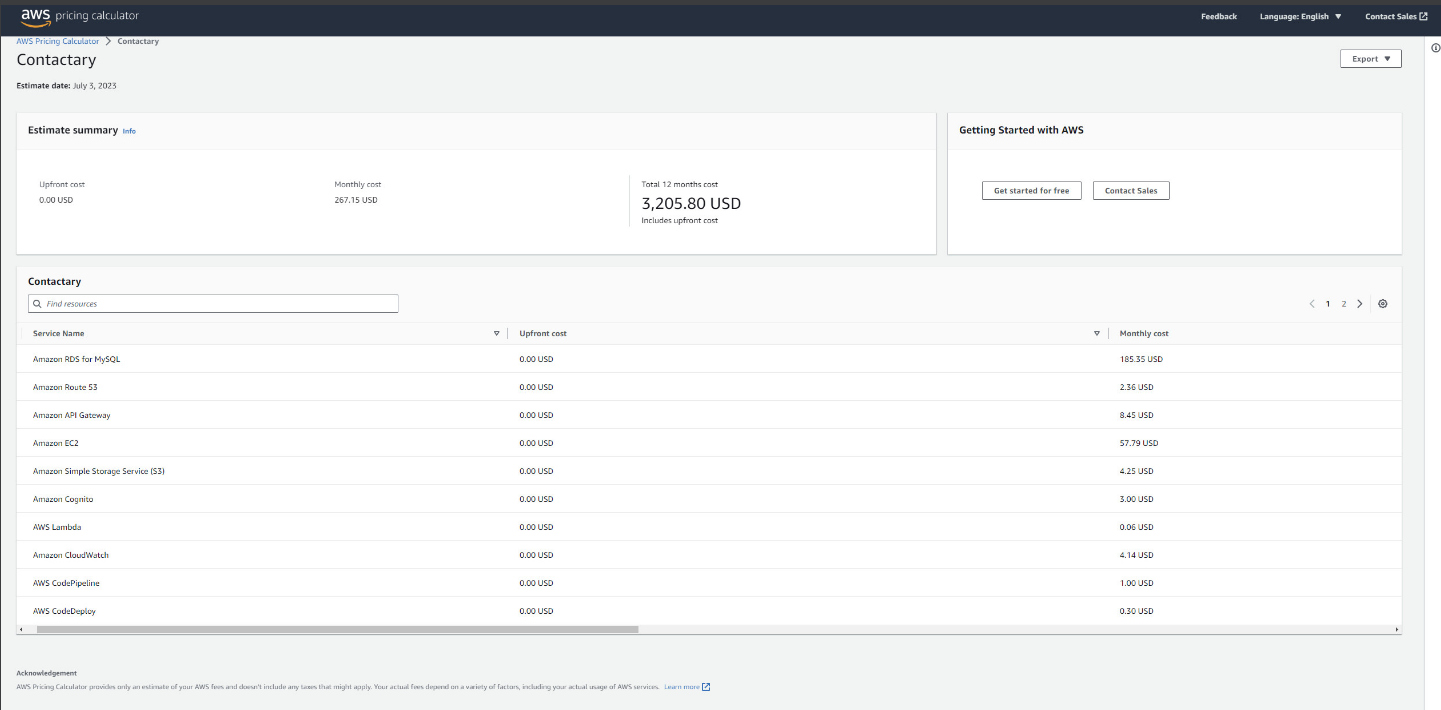 aws pricing calculator
Feedback
Language: English
Contact Sales
AWS Pricing Calculator
Contactary
Contactary
Export
Estimate date: July 3, 2023
Estimate summary Info
Getting Started with AWS
Upfront cost
0.00 USD
Monthly cost
267.15 USD
Total 12 months cost
3,205.80 USD
Includes upfront cost
Get started for free
Contact Sales
Contactary
Find resources
1 2
Service Name Upfront cost Monthly cost
Amazon RDS for MySQL 0.00 USD 185.35 USD
Amazon Route 53 0.00 USD 2.36 USD
Amazon API Gateway 0.00 USD 8.45 USD
Amazon EC2 0.00 USD 57.79 USD
Amazon Simple Storage Service (S3) 0.00 USD 4.25 USD
Amazon Cognito 0.00 USD 3.00 USD
AWS Lambda 0.00 USD 0.06 USD
Amazon CloudWatch 0.00 USD 4.14 USD
AWS CodePipeline 0.00 USD 1.00 USD
AWS CodeDeploy 0.00 USD 0.30 USD
Acknowledgement
AWS Pricing Calculator provides only an estimate of your AWS fees and doesn't include any taxes that might apply. Your actual fees depend on a variety of factors, including your actual usage of AWS services. Learn more